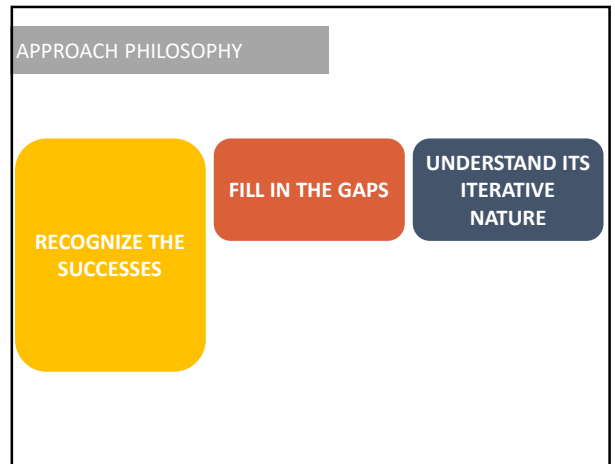 APPROACH PHILOSOPHY
RECOGNIZE THE
SUCCESSES
FILL IN THE GAPS
UNDERSTAND ITS
ITERATIVE
NATURE